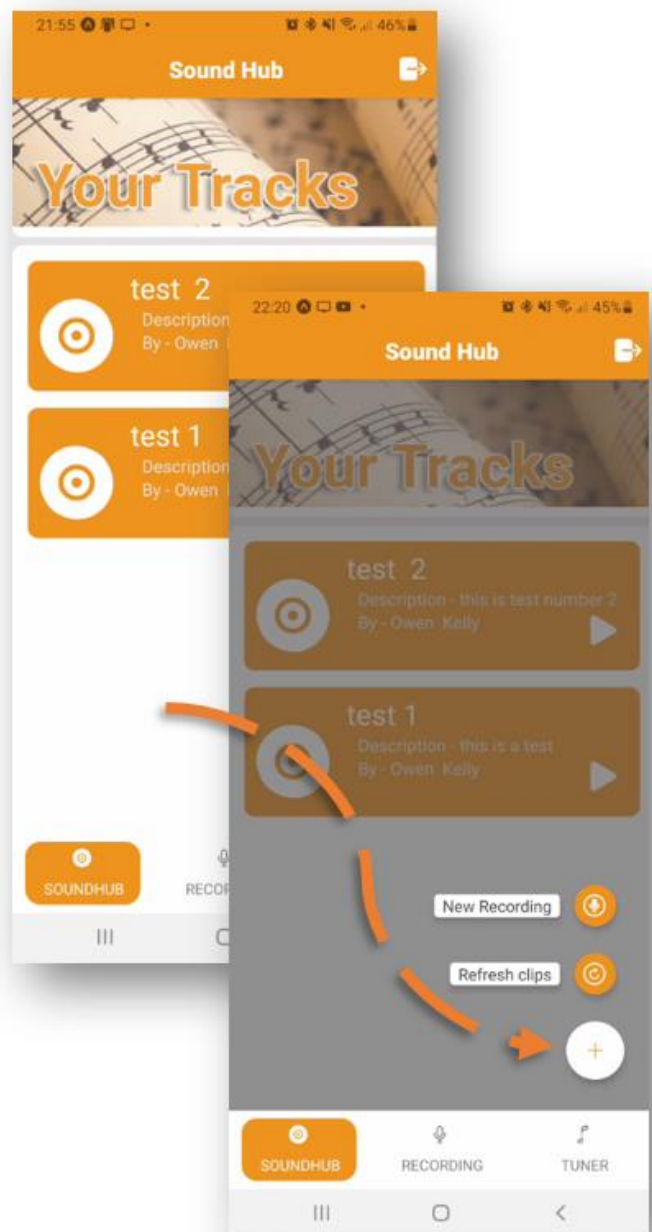 21:55
46%
Sound Hub
Your Tracks
test 2
Description
By - Owen
test 1
Description
By - Owen
SOUNDHUB
RECOR
22:20
45%
Sound Hub
Your Tracks
test 2
Description - this is test number 2
By - Owen Kelly
test 1
Description - this is a test
By - Owen Kelly
New Recording
Refresh clips
+
SOUNDHUB
RECORDING
TUNER